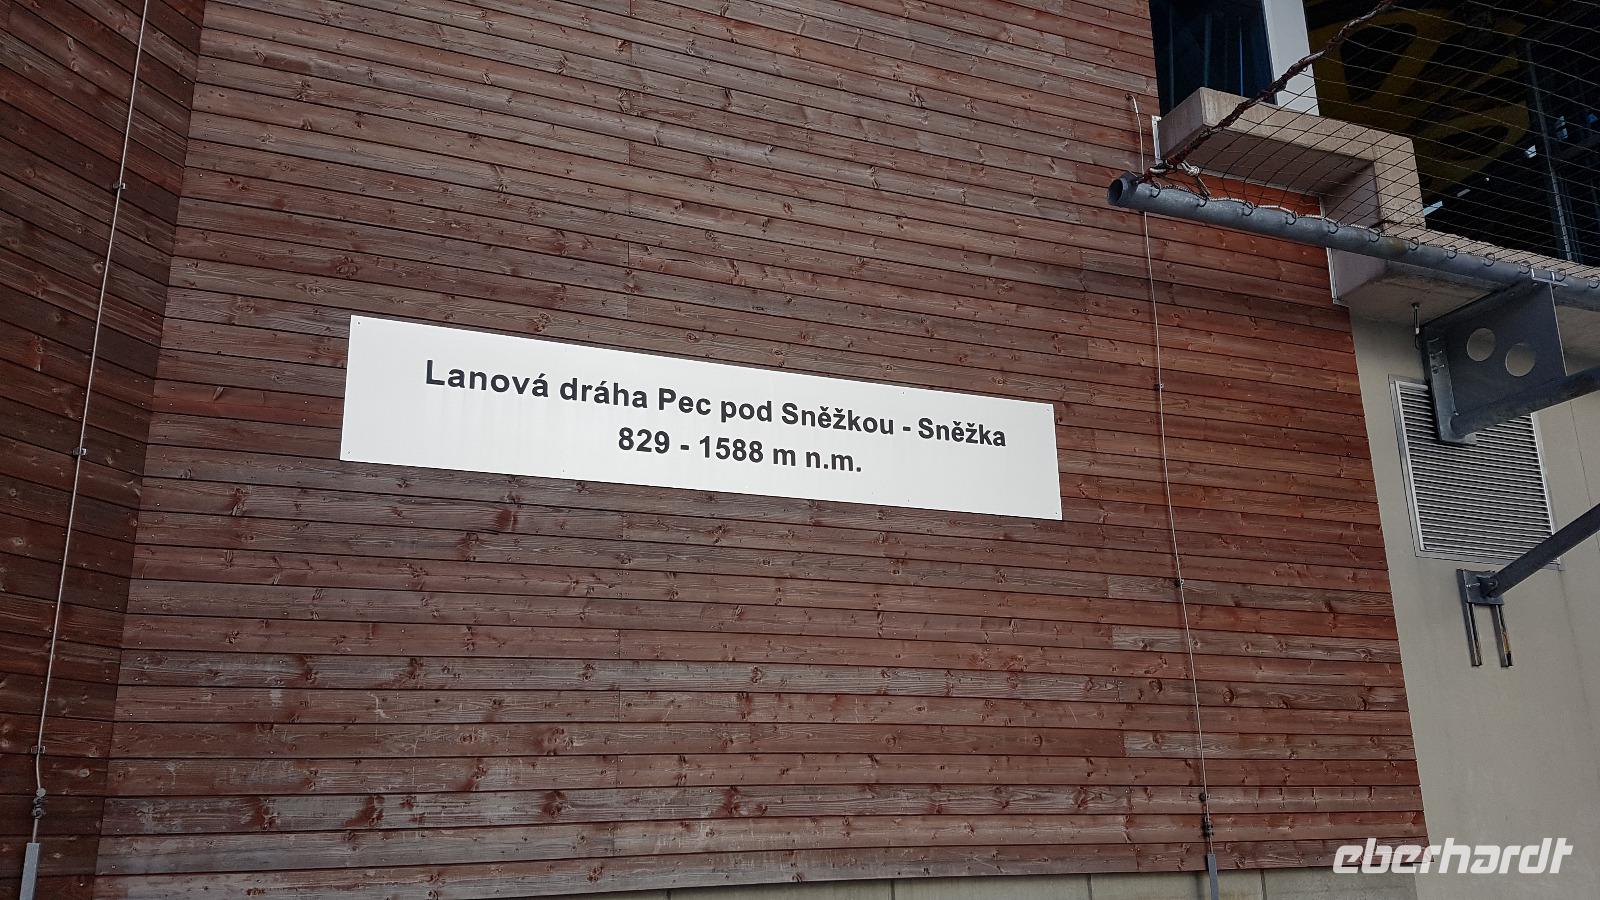 Lanová dráha Pec pod Sněžkou - Sněžka
829 - 1588 m n.m.
eberhardt